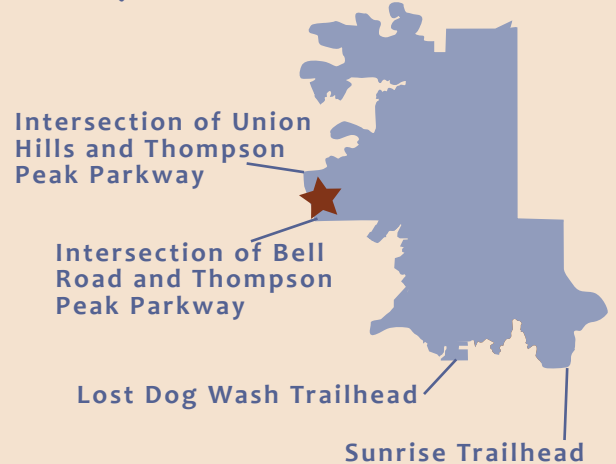 Intersection of Union
Hills and Thompson
Peak Parkway
Intersection of Bell
Road and Thompson
Peak Parkway
Lost Dog Wash Trailhead
Sunrise Trailhead